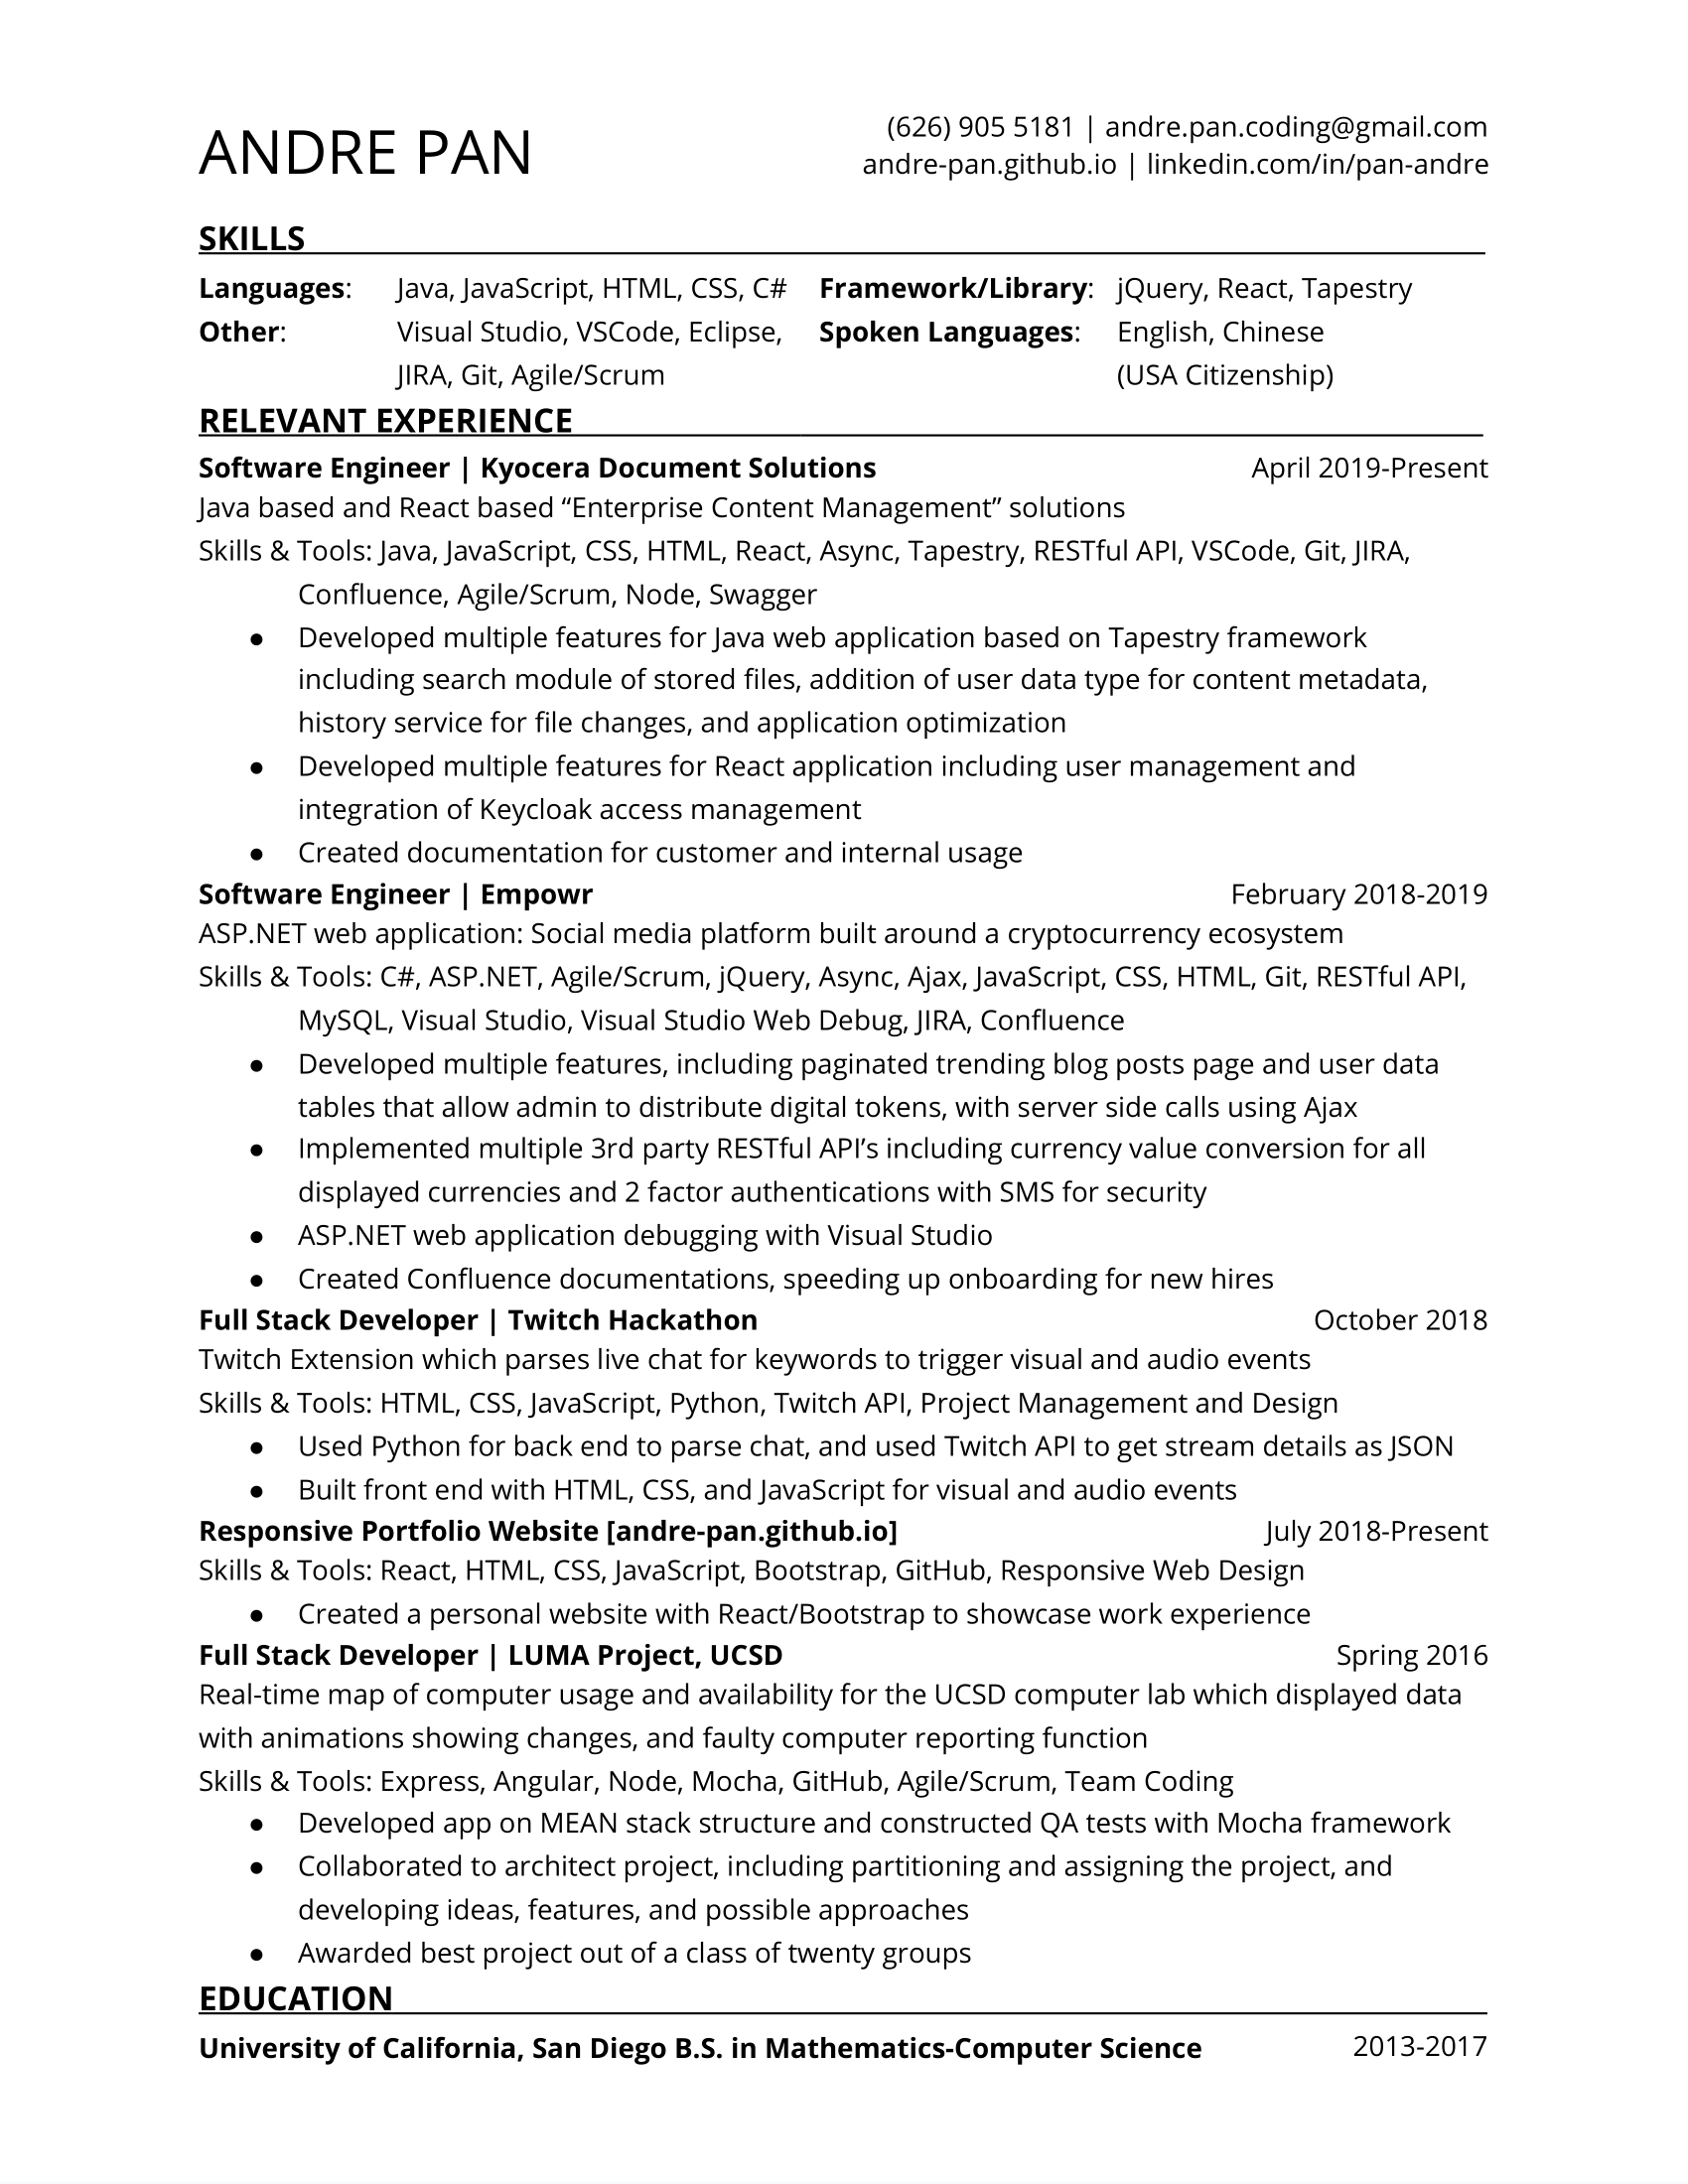 ANDRE PAN
(626) 905 5181 | andre.pan.coding@gmail.com
andre-pan.github.io | linkedin.com/in/pan-andre
SKILLS
Languages: Java, JavaScript, HTML, CSS, C# Framework/Library: jQuery, React, Tapestry
Other: Visual Studio, VSCode, Eclipse, Spoken Languages: English, Chinese
JIRA, Git, Agile/Scrum (USA Citizenship)
RELEVANT EXPERIENCE
Software Engineer | Kyocera Document Solutions April 2019-Present
Java based and React based “Enterprise Content Management” solutions
Skills & Tools: Java, JavaScript, CSS, HTML, React, Async, Tapestry, RESTful API, VSCode, Git, JIRA,
Confluence, Agile/Scrum, Node, Swagger
● Developed multiple features for Java web application based on Tapestry framework
including search module of stored files, addition of user data type for content metadata,
history service for file changes, and application optimization
● Developed multiple features for React application including user management and
integration of Keycloak access management
● Created documentation for customer and internal usage
Software Engineer | Empowr February 2018-2019
ASP.NET web application: Social media platform built around a cryptocurrency ecosystem
Skills & Tools: C#, ASP.NET, Agile/Scrum, jQuery, Async, Ajax, JavaScript, CSS, HTML, Git, RESTful API,
MySQL, Visual Studio, Visual Studio Web Debug, JIRA, Confluence
● Developed multiple features, including paginated trending blog posts page and user data
tables that allow admin to distribute digital tokens, with server side calls using Ajax
● Implemented multiple 3rd party RESTful API’s including currency value conversion for all
displayed currencies and 2 factor authentications with SMS for security
● ASP.NET web application debugging with Visual Studio
● Created Confluence documentations, speeding up onboarding for new hires
Full Stack Developer | Twitch Hackathon October 2018
Twitch Extension which parses live chat for keywords to trigger visual and audio events
Skills & Tools: HTML, CSS, JavaScript, Python, Twitch API, Project Management and Design
● Used Python for back end to parse chat, and used Twitch API to get stream details as JSON
● Built front end with HTML, CSS, and JavaScript for visual and audio events
Responsive Portfolio Website [andre-pan.github.io] July 2018-Present
Skills & Tools: React, HTML, CSS, JavaScript, Bootstrap, GitHub, Responsive Web Design
● Created a personal website with React/Bootstrap to showcase work experience
Full Stack Developer | LUMA Project, UCSD Spring 2016
Real-time map of computer usage and availability for the UCSD computer lab which displayed data
with animations showing changes, and faulty computer reporting function
Skills & Tools: Express, Angular, Node, Mocha, GitHub, Agile/Scrum, Team Coding
● Developed app on MEAN stack structure and constructed QA tests with Mocha framework
● Collaborated to architect project, including partitioning and assigning the project, and
developing ideas, features, and possible approaches
● Awarded best project out of a class of twenty groups
EDUCATION
University of California, San Diego B.S. in Mathematics-Computer Science 2013-2017